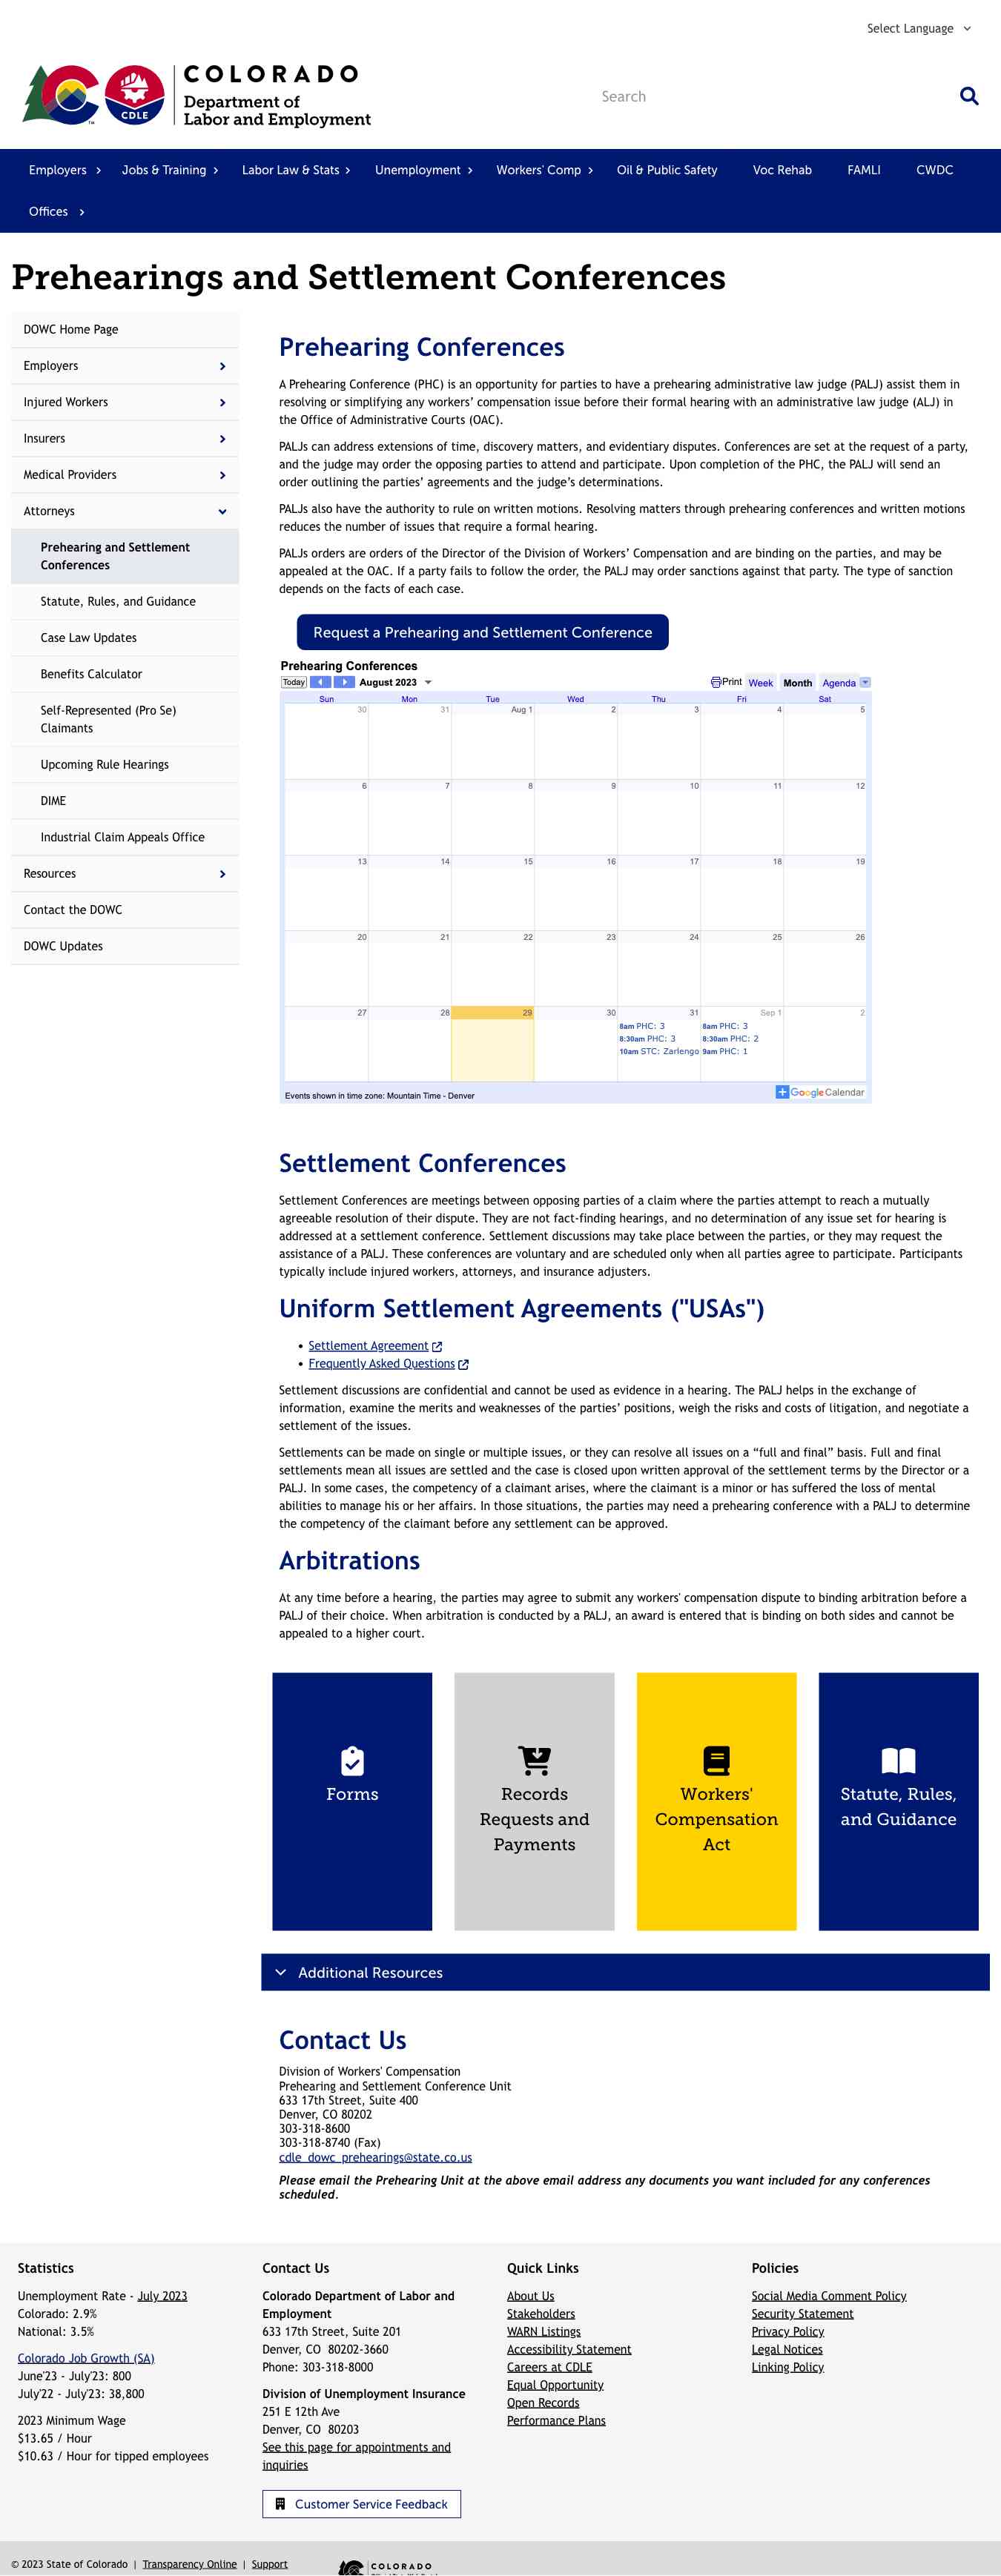 Select Language
COLORADO
Department of
Labor and Employment
CDLE
TM
Search
Employers
Jobs & Training
Labor Law & Stats
Unemployment
Workers' Comp
Oil & Public Safety
Voc Rehab
FAMLI
CWDC
Offices
Prehearings and Settlement Conferences
DOWC Home Page
Employers
Injured Workers
Insurers
Medical Providers
Attorneys
Prehearing and Settlement
Conferences
Statute, Rules, and Guidance
Case Law Updates
Benefits Calculator
Self-Represented (Pro Se)
Claimants
Upcoming Rule Hearings
DIME
Industrial Claim Appeals Office
Resources
Contact the DOWC
DOWC Updates
Prehearing Conferences
A Prehearing Conference (PHC) is an opportunity for parties to have a prehearing administrative law judge (PALJ) assist them in
resolving or simplifying any workers’ compensation issue before their formal hearing with an administrative law judge (ALJ) in
the Office of Administrative Courts (OAC).
PALJs can address extensions of time, discovery matters, and evidentiary disputes. Conferences are set at the request of a party,
and the judge may order the opposing parties to attend and participate. Upon completion of the PHC, the PALJ will send an
order outlining the parties’ agreements and the judge’s determinations.
PALJs also have the authority to rule on written motions. Resolving matters through prehearing conferences and written motions
reduces the number of issues that require a formal hearing.
PALJs orders are orders of the Director of the Division of Workers’ Compensation and are binding on the parties, and may be
appealed at the OAC. If a party fails to follow the order, the PALJ may order sanctions against that party. The type of sanction
depends on the facts of each case.
Request a Prehearing and Settlement Conference
Prehearing Conferences
Today August 2023 Print Week Month Agenda
Sun Mon Tue Wed Thu Fri Sat
30 31 Aug 1 2 3 4 5
6 7 8 9 10 11 12
13 14 15 16 17 18 19
20 21 22 23 24 25 26
27 28 29 30 31 Sep 1 2
8am PHC: 3 8am PHC: 3
8:30am PHC: 3 8:30am PHC: 2
10am STC: Zarlengo 9am PHC: 1
Events shown in time zone: Mountain Time - Denver
Google Calendar
Settlement Conferences
Settlement Conferences are meetings between opposing parties of a claim where the parties attempt to reach a mutually
agreeable resolution of their dispute. They are not fact-finding hearings, and no determination of any issue set for hearing is
addressed at a settlement conference. Settlement discussions may take place between the parties, or they may request the
assistance of a PALJ. These conferences are voluntary and are scheduled only when all parties agree to participate. Participants
typically include injured workers, attorneys, and insurance adjusters.
Uniform Settlement Agreements ("USAs")
• Settlement Agreement
• Frequently Asked Questions
Settlement discussions are confidential and cannot be used as evidence in a hearing. The PALJ helps in the exchange of
information, examine the merits and weaknesses of the parties’ positions, weigh the risks and costs of litigation, and negotiate a
settlement of the issues.
Settlements can be made on single or multiple issues, or they can resolve all issues on a “full and final” basis. Full and final
settlements mean all issues are settled and the case is closed upon written approval of the settlement terms by the Director or a
PALJ. In some cases, the competency of a claimant arises, where the claimant is a minor or has suffered the loss of mental
abilities to manage his or her affairs. In those situations, the parties may need a prehearing conference with a PALJ to determine
the competency of the claimant before any settlement can be approved.
Arbitrations
At any time before a hearing, the parties may agree to submit any workers' compensation dispute to binding arbitration before a
PALJ of their choice. When arbitration is conducted by a PALJ, an award is entered that is binding on both sides and cannot be
appealed to a higher court.
Forms
Records
Requests and
Payments
Workers'
Compensation
Act
Statute, Rules,
and Guidance
Additional Resources
Contact Us
Division of Workers' Compensation
Prehearing and Settlement Conference Unit
633 17th Street, Suite 400
Denver, CO 80202
303-318-8600
303-318-8740 (Fax)
cdle_dowc_prehearings@state.co.us
Please email the Prehearing Unit at the above email address any documents you want included for any conferences
scheduled.
Statistics
Unemployment Rate - July 2023
Colorado: 2.9%
National: 3.5%
Colorado Job Growth (SA)
June'23 - July'23: 800
July'22 - July'23: 38,800
2023 Minimum Wage
$13.65 / Hour
$10.63 / Hour for tipped employees
Contact Us
Colorado Department of Labor and
Employment
633 17th Street, Suite 201
Denver, CO 80202-3660
Phone: 303-318-8000
Division of Unemployment Insurance
251 E 12th Ave
Denver, CO 80203
See this page for appointments and
inquiries
Customer Service Feedback
Quick Links
About Us
Stakeholders
WARN Listings
Accessibility Statement
Careers at CDLE
Equal Opportunity
Open Records
Performance Plans
Policies
Social Media Comment Policy
Security Statement
Privacy Policy
Legal Notices
Linking Policy
© 2023 State of Colorado | Transparency Online | Support
COLORADO